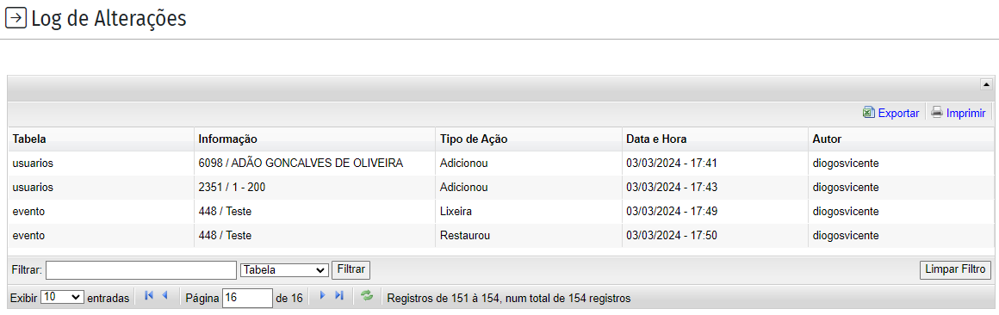 Log de Alterações
Exportar Imprimir
Tabela Informação Tipo de Ação Data e Hora Autor
usuarios 6098 / ADÃO GONCALVES DE OLIVEIRA Adicionou 03/03/2024 - 17:41 diogosvicente
usuarios 2351 / 1 - 200 Adicionou 03/03/2024 - 17:43 diogosvicente
evento 448 / Teste Lixeira 03/03/2024 - 17:49 diogosvicente
evento 448 / Teste Restaurou 03/03/2024 - 17:50 diogosvicente
Filtrar: Tabela Filtrar Limpar Filtro
Exibir 10 entradas Página 16 de 16 Registros de 151 à 154, num total de 154 registros